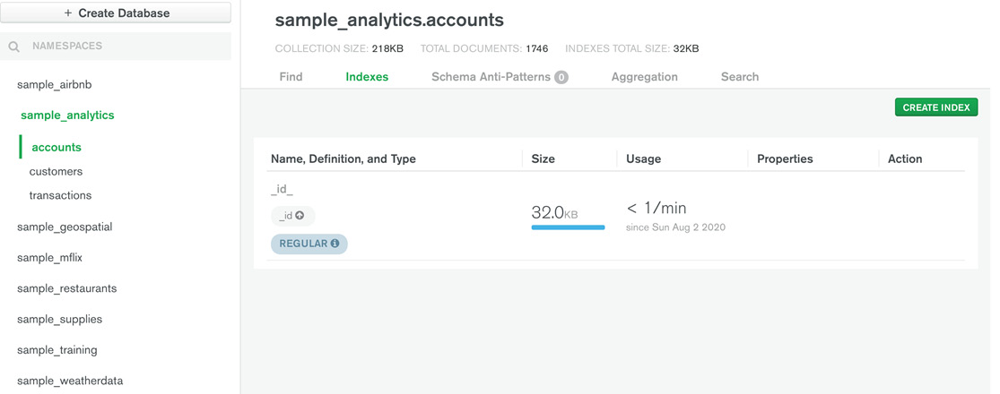 + Create Database
NAMESPACES
sample_airbnb
sample_analytics
accounts
customers
transactions
sample_geospatial
sample_mflix
sample_restaurants
sample_supplies
sample_training
sample_weatherdata
sample_analytics.accounts
COLLECTION SIZE: 218KB TOTAL DOCUMENTS: 1746 INDEXES TOTAL SIZE: 32KB
Find Indexes Schema Anti-Patterns 0 Aggregation Search
CREATE INDEX
Name, Definition, and Type Size Usage Properties Action
_id_
_id
REGULAR
32.0KB
< 1/min
since Sun Aug 2 2020